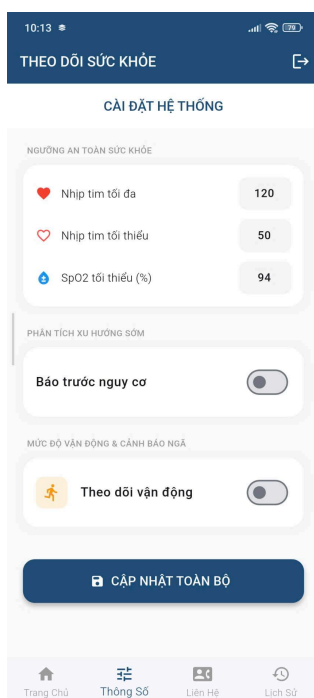 10:13
79
THEO DÕI SỨC KHỎE
CÀI ĐẶT HỆ THỐNG
NGƯỠNG AN TOÀN SỨC KHỎE
Nhịp tim tối đa 120
Nhịp tim tối thiểu 50
SpO2 tối thiểu (%) 94
PHÂN TÍCH XU HƯỚNG SỚM
Báo trước nguy cơ
MỨC ĐỘ VẬN ĐỘNG & CẢNH BÁO NGÃ
Theo dõi vận động
CẬP NHẬT TOÀN BỘ
Trang Chủ Thông Số Liên Hệ Lịch Sử